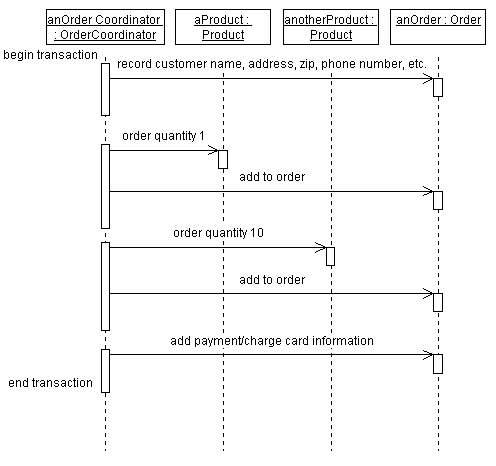 anOrder Coordinator
: OrderCoordinator
aProduct :
Product
anotherProduct :
Product
anOrder : Order
begin transaction
record customer name, address, zip, phone number, etc.
order quantity 1
add to order
order quantity 10
add to order
add payment/charge card information
end transaction